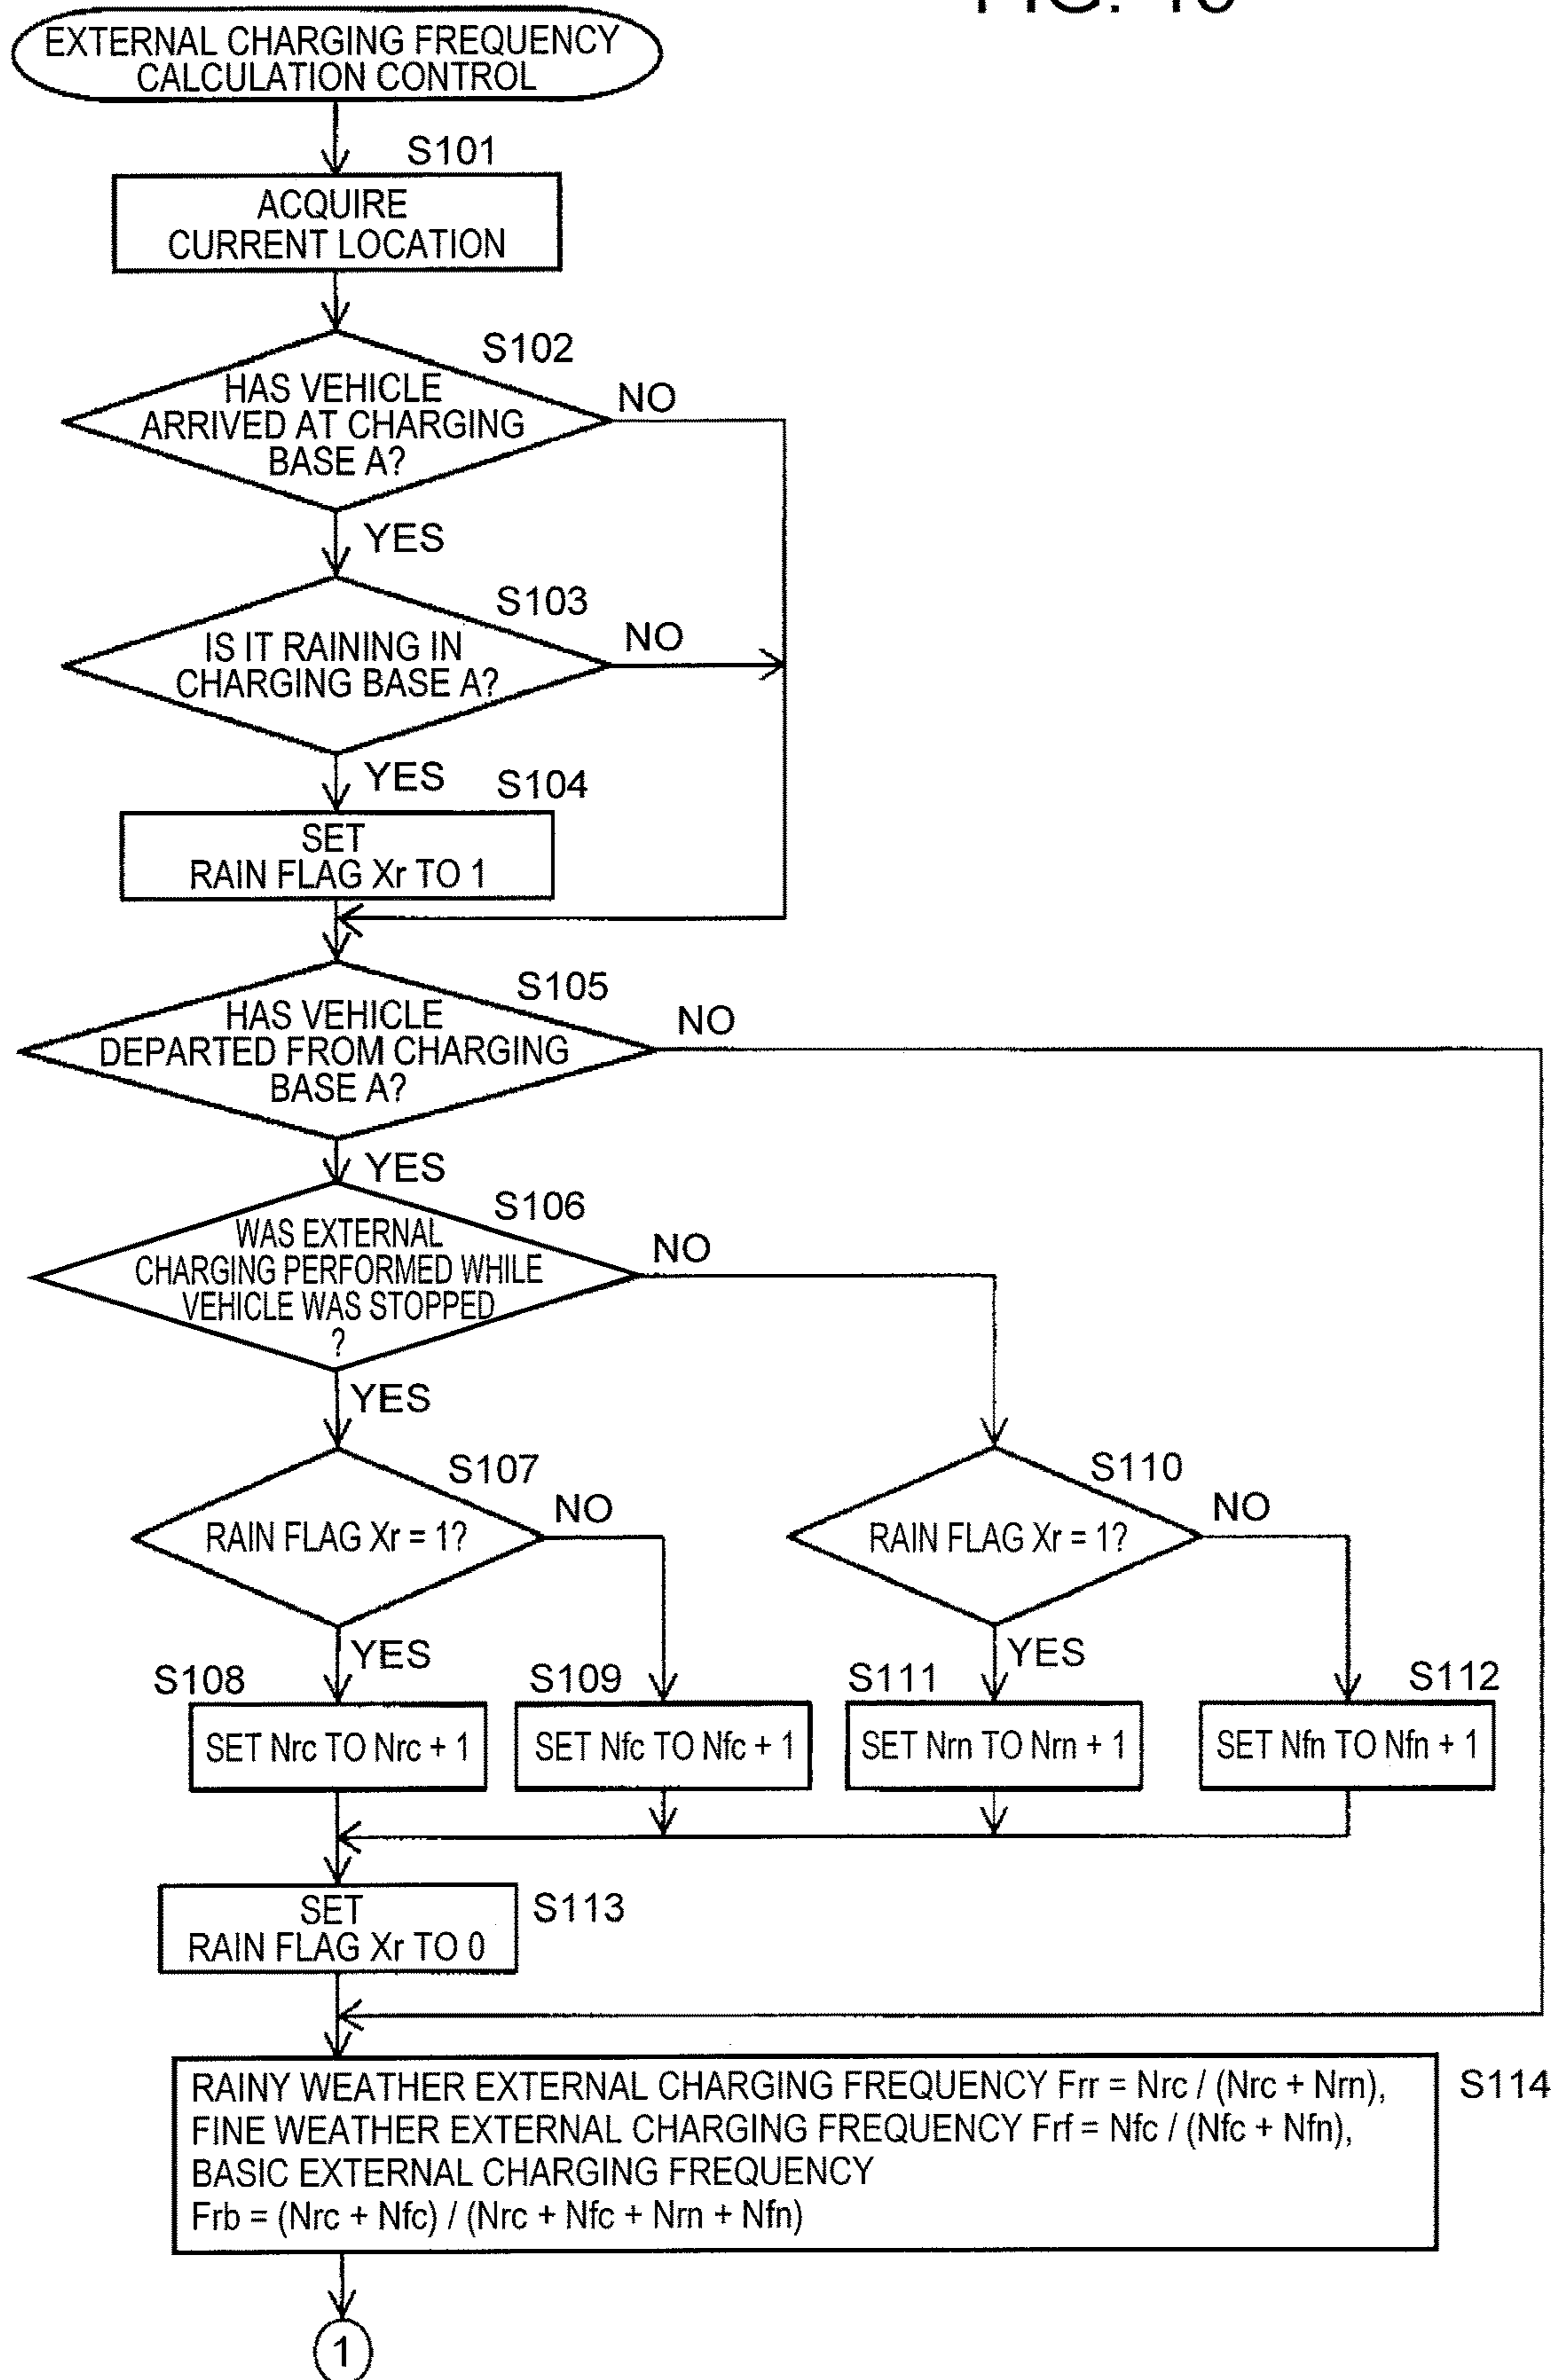 EXTERNAL CHARGING FREQUENCY
CALCULATION CONTROL
S101
ACQUIRE
CURRENT LOCATION
S102
HAS VEHICLE
ARRIVED AT CHARGING
BASE A?
NO
YES
S103
IS IT RAINING IN
CHARGING BASE A?
NO
YES
S104
SET
RAIN FLAG Xr TO 1
S105
HAS VEHICLE
DEPARTED FROM CHARGING
BASE A?
NO
YES
S106
WAS EXTERNAL
CHARGING PERFORMED WHILE
VEHICLE WAS STOPPED
?
NO
YES
S107
RAIN FLAG Xr = 1?
NO
YES
S110
RAIN FLAG Xr = 1?
NO
YES
S108
SET Nrc TO Nrc + 1
S109
SET Nfc TO Nfc + 1
S111
SET Nrn TO Nrn + 1
S112
SET Nfn TO Nfn + 1
SET
RAIN FLAG Xr TO 0
S113
RAINY WEATHER EXTERNAL CHARGING FREQUENCY Frr = Nrc / (Nrc + Nrn),
FINE WEATHER EXTERNAL CHARGING FREQUENCY Frf = Nfc / (Nfc + Nfn),
BASIC EXTERNAL CHARGING FREQUENCY
Frb = (Nrc + Nfc) / (Nrc + Nfc + Nrn + Nfn)
S114
1